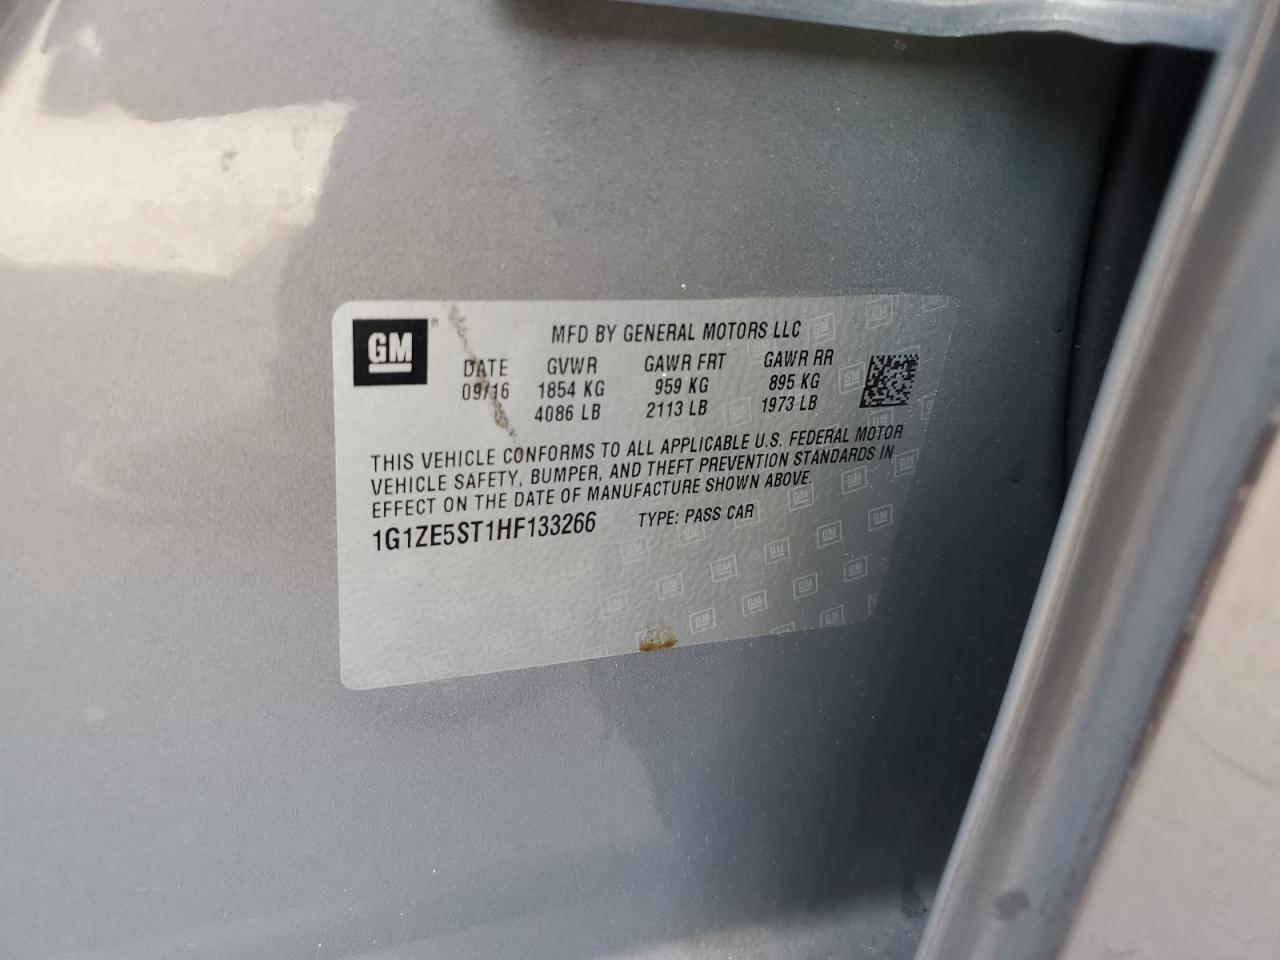 GM
MFD BY GENERAL MOTORS LLC
DATE GVWR GAWR FRT GAWR RR
09/16 1854 KG 959 KG 895 KG
4086 LB 2113 LB 1973 LB
THIS VEHICLE CONFORMS TO ALL APPLICABLE U.S. FEDERAL MOTOR
VEHICLE SAFETY, BUMPER, AND THEFT PREVENTION STANDARDS IN
EFFECT ON THE DATE OF MANUFACTURE SHOWN ABOVE.
1G1ZE5ST1HF133266 TYPE: PASS CAR